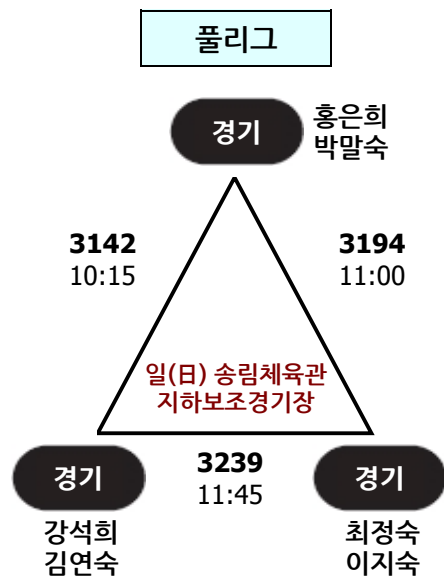 풀리그
경기
홍은희
박말숙
3142
10:15
3194
11:00
일(日) 송림체육관
지하보조경기장
경기
강석희
김연숙
3239
11:45
경기
최정숙
이지숙